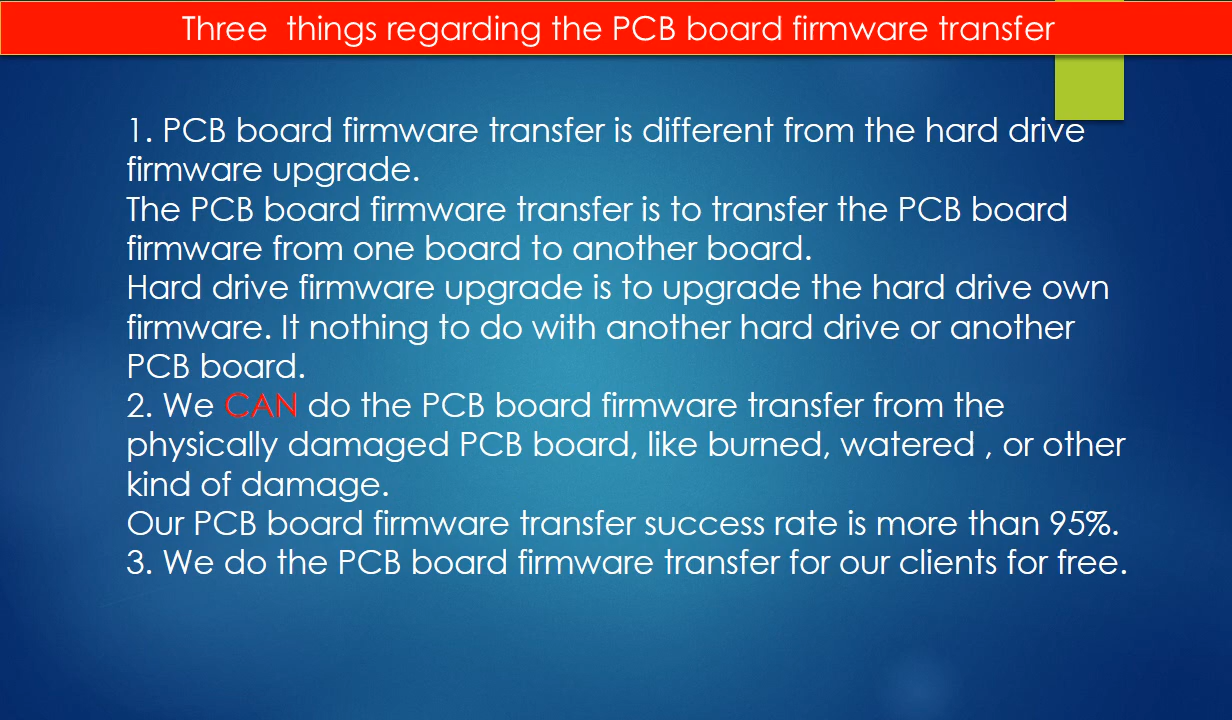 Three  things regarding the PCB board firmware transfer
1. PCB board firmware transfer is different from the hard drive
firmware upgrade.
The PCB board firmware transfer is to transfer the PCB board
firmware from one board to another board.
Hard drive firmware upgrade is to upgrade the hard drive own
firmware. It nothing to do with another hard drive or another
PCB board.
2. We CAN do the PCB board firmware transfer from the
physically damaged PCB board, like burned, watered , or other
kind of damage.
Our PCB board firmware transfer success rate is more than 95%.
3. We do the PCB board firmware transfer for our clients for free.